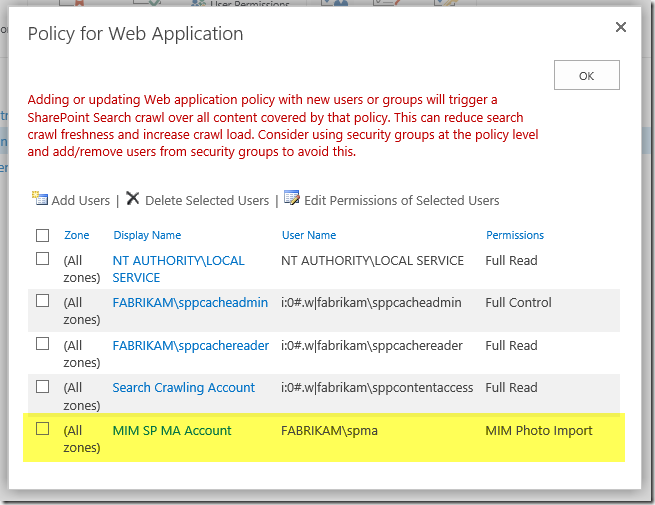 User Permissions
Policy for Web Application
OK
Adding or updating Web application policy with new users or groups will trigger a
SharePoint Search crawl over all content covered by that policy. This can reduce search
crawl freshness and increase crawl load. Consider using security groups at the policy level
and add/remove users from security groups to avoid this.
Add Users | Delete Selected Users | Edit Permissions of Selected Users
Zone Display Name User Name Permissions
(All NT AUTHORITY\LOCAL NT AUTHORITY\LOCAL SERVICE Full Read
zones) SERVICE
(All FABRIKAM\sppcacheadmin i:0#.w|fabrikam\sppcacheadmin Full Control
zones)
(All FABRIKAM\sppcachereader i:0#.w|fabrikam\sppcachereader Full Read
zones)
(All Search Crawling Account i:0#.w|fabrikam\sppcontentaccess Full Read
zones)
(All MIM SP MA Account FABRIKAM\spma MIM Photo Import
zones)